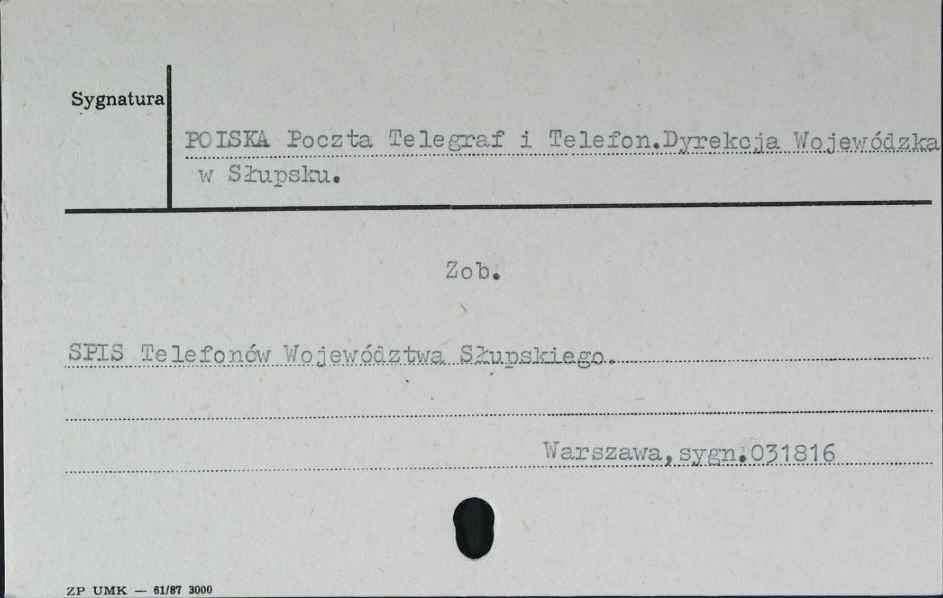 Sygnatura
POLSKA Poczta Telegraf i Telefon.Dyrekcja Wojewódzka
w Słupsku.
Zob.
SPIS Telefonów Województwa Słupskiego.
Warszawa,sygn.031816
ZP UMK — 61/87 3000